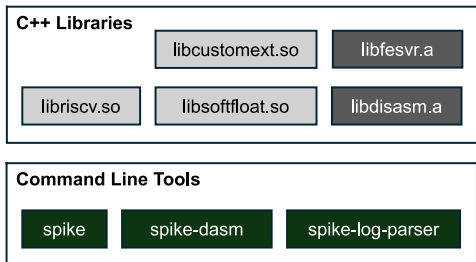 C++ Libraries
libcustomext.so libfesvr.a
libriscv.so libsoftfloat.so libdisasm.a
Command Line Tools
spike spike-dasm spike-log-parser